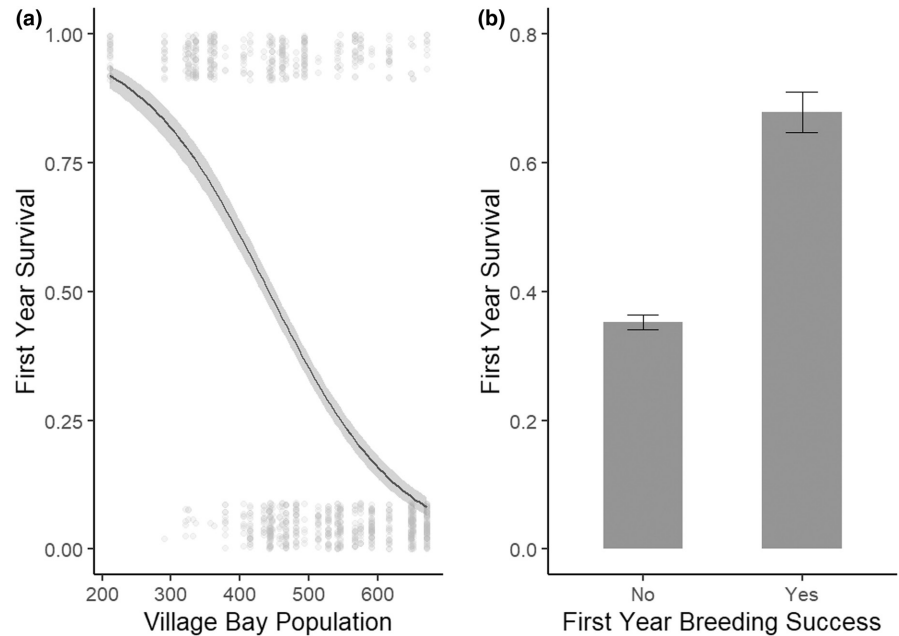 (a)
First Year Survival
1.00
0.75
0.50
0.25
0.00
200 300 400 500 600
Village Bay Population
(b)
First Year Survival
0.8
0.6
0.4
0.2
0.0
No Yes
First Year Breeding Success